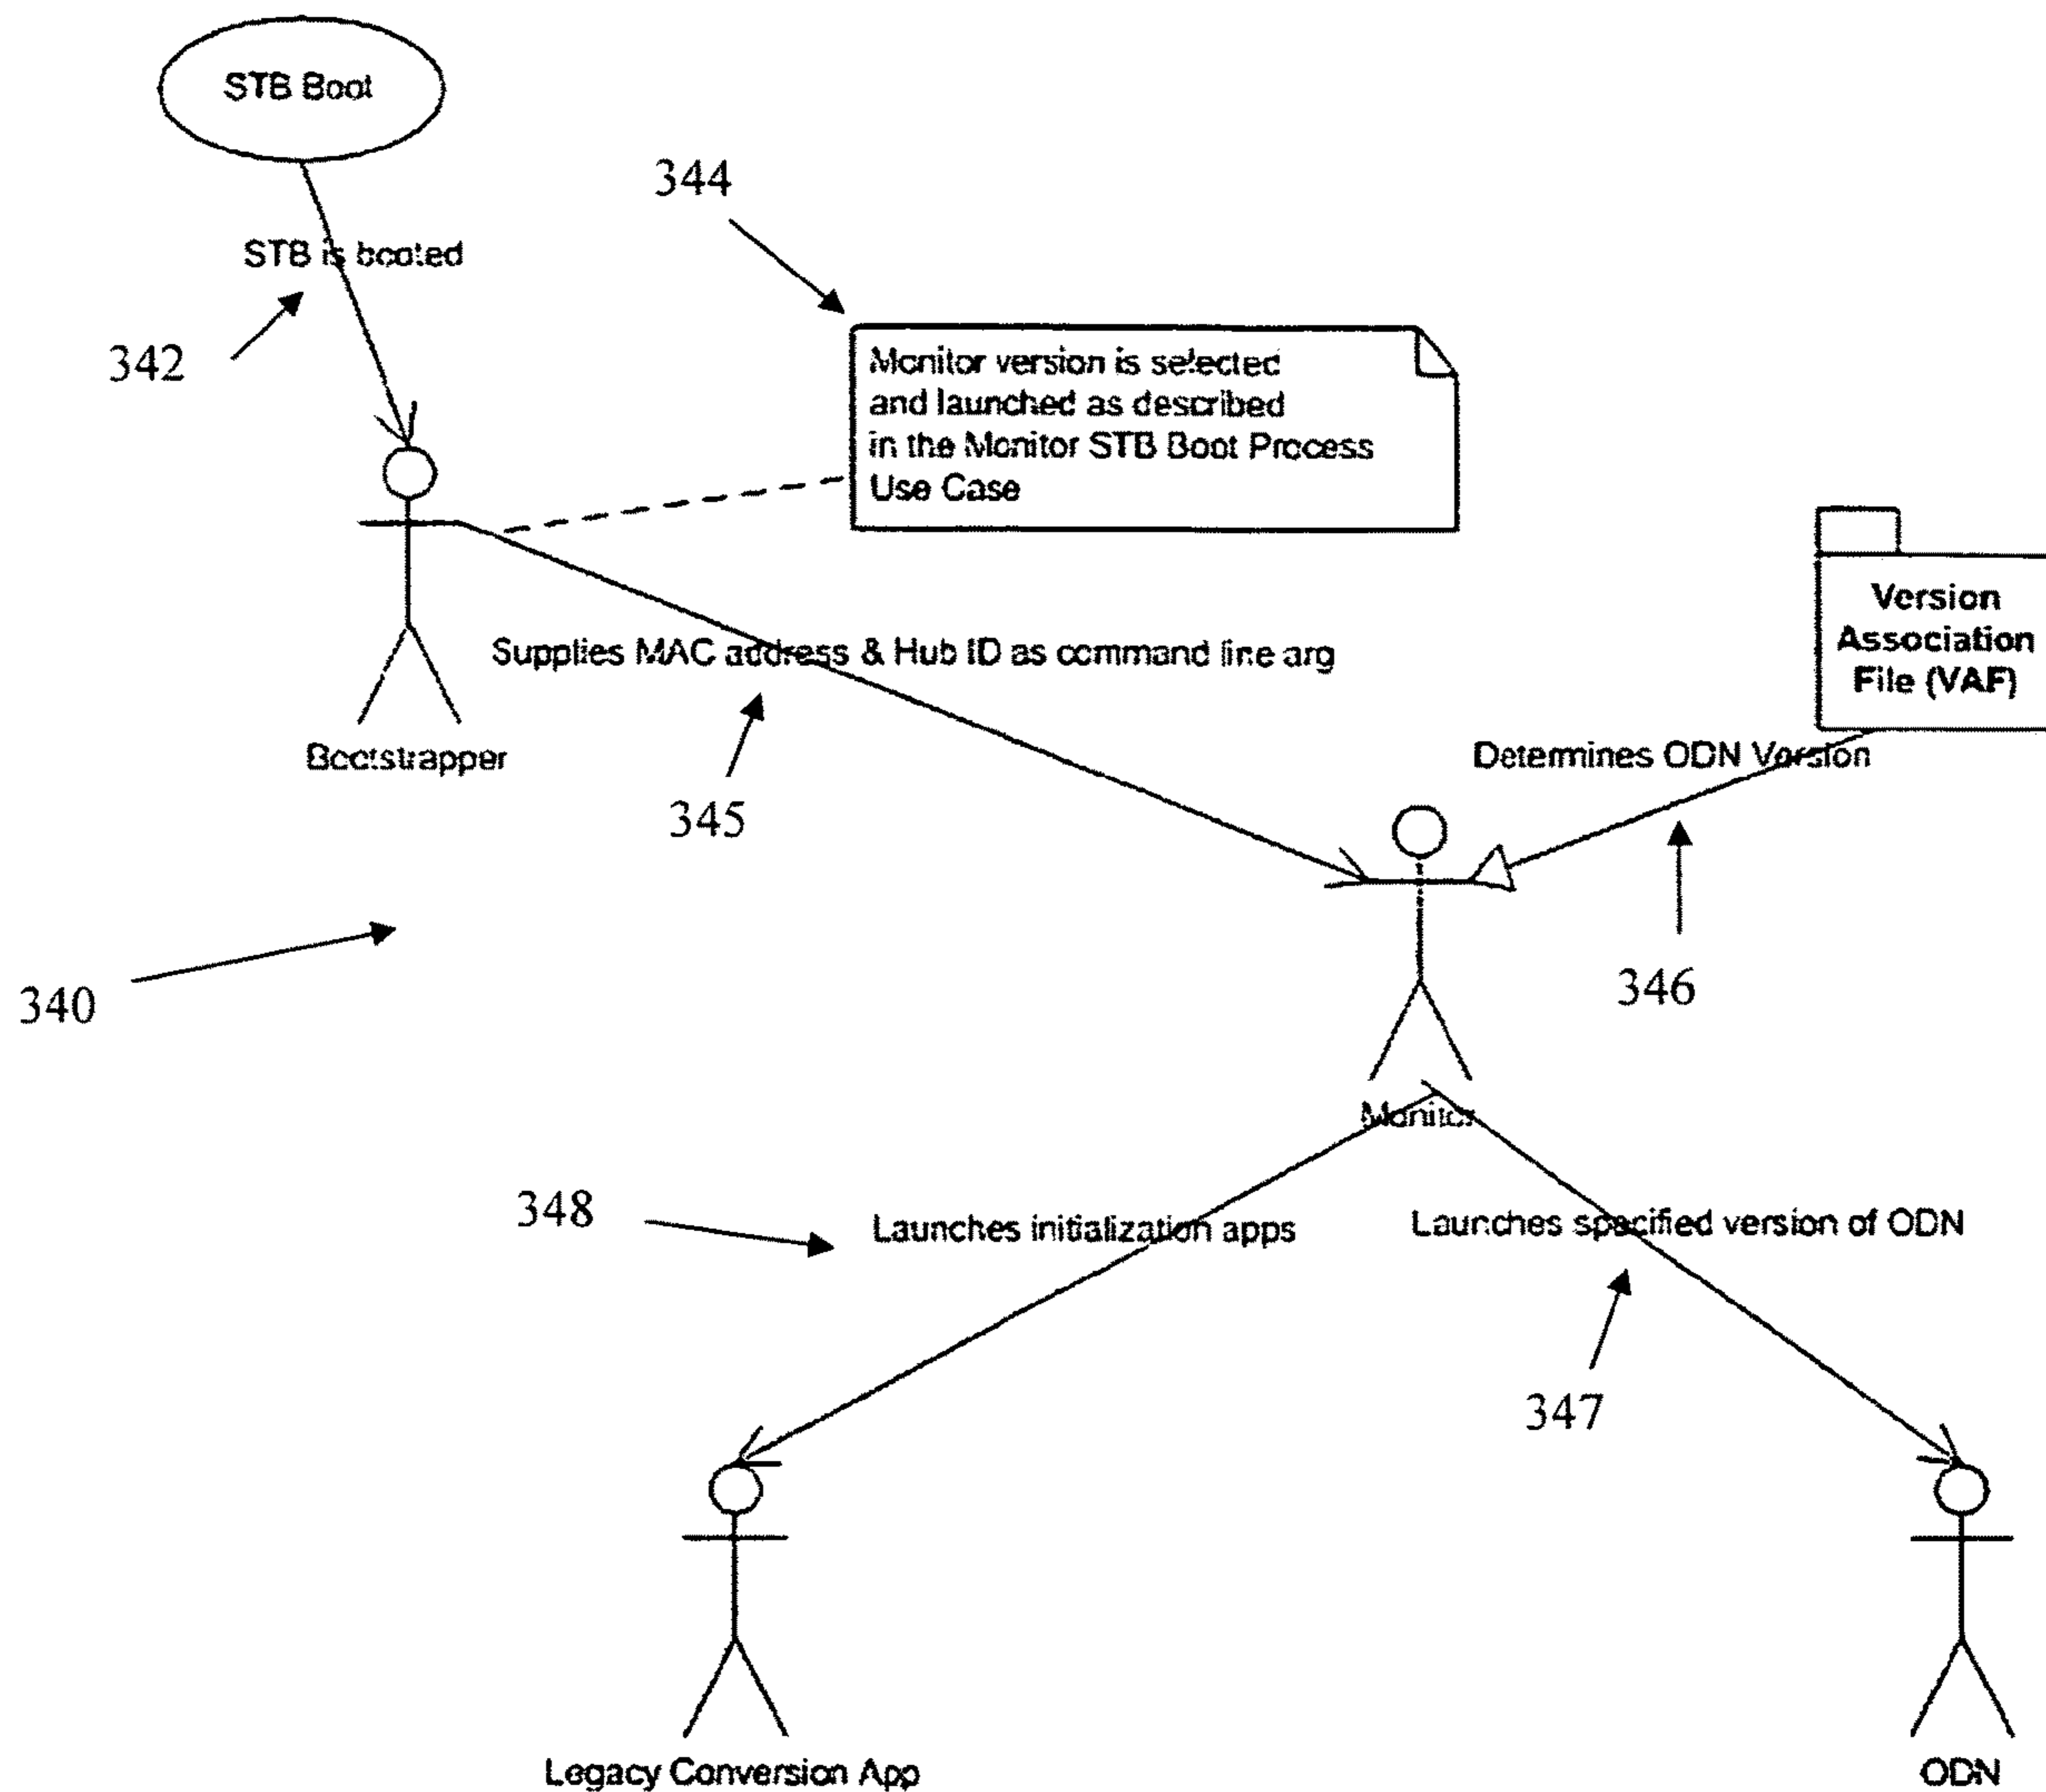 STB Boot
344
STB is booted
342
Monitor version is selected
and launched as described
in the Monitor STB Boot Process
Use Case
Version
Association
File (VAF)
Supplies MAC address & Hub ID as command line arg
Bootstrapper
Determines ODN Version
345
340
346
Monitor
348
Launches initialization apps
Launches specified version of ODN
347
Legacy Conversion App
ODN